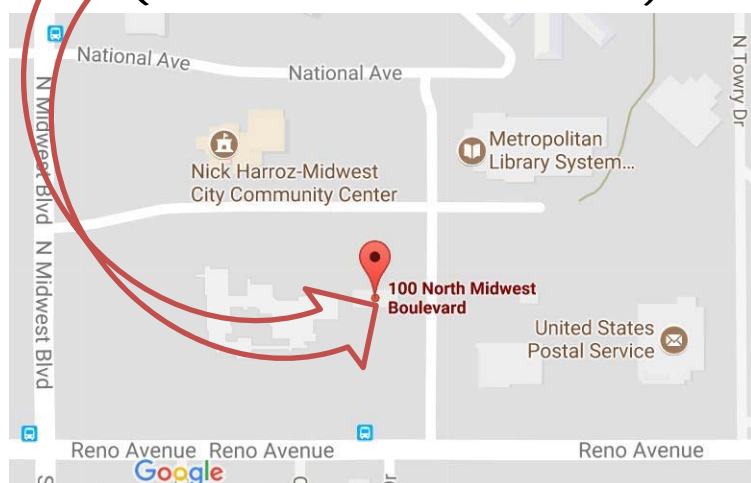 National Ave
National Ave
N Towry Dr
N Midwest Blvd
Nick Harroz-Midwest
City Community Center
Metropolitan
Library System...
N Midwest Blvd
100 North Midwest
Boulevard
United States
Postal Service
Reno Avenue
Reno Avenue
Reno Avenue
Google